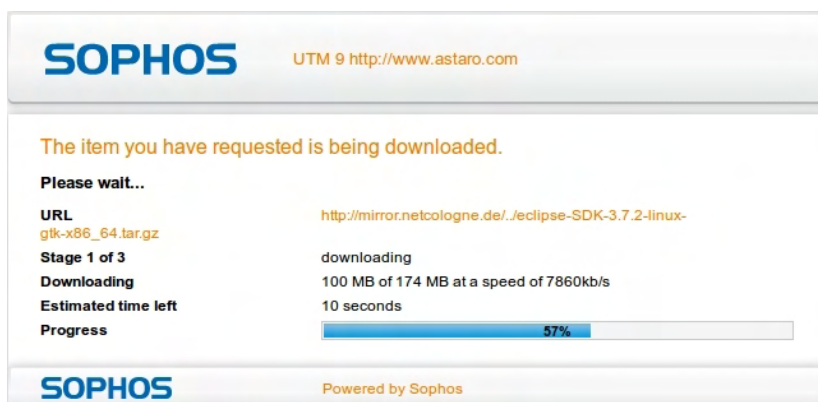 SOPHOS UTM 9 http://www.astaro.com
The item you have requested is being downloaded.
Please wait...
URL http://mirror.netcologne.de/../eclipse-SDK-3.7.2-linux-
gtk-x86_64.tar.gz
Stage 1 of 3 downloading
Downloading 100 MB of 174 MB at a speed of 7860kb/s
Estimated time left 10 seconds
Progress 57%
SOPHOS Powered by Sophos